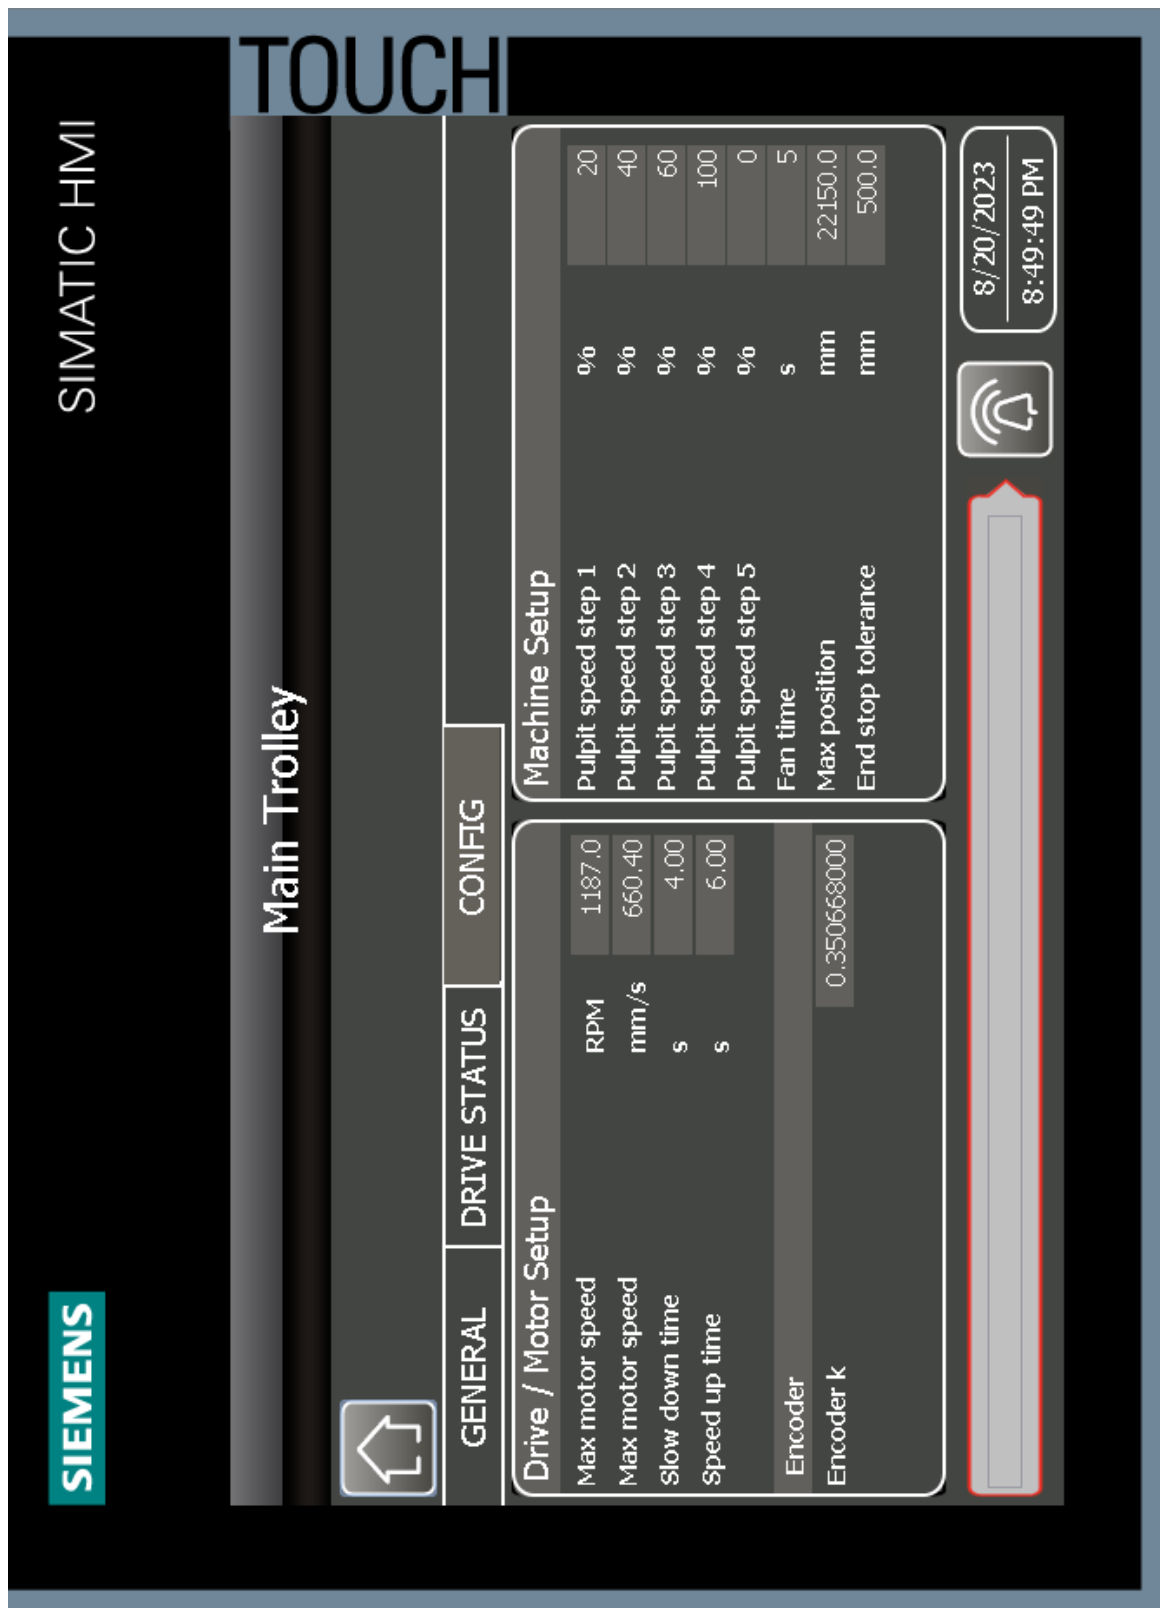 SIEMENS
SIMATIC HMI
TOUCH
Main Trolley
GENERAL
DRIVE STATUS
CONFIG
Drive / Motor Setup
Max motor speed RPM 1187.0
Max motor speed mm/s 660.40
Slow down time s 4.00
Speed up time s 6.00
Encoder
Encoder k 0.350668000
Machine Setup
Pulpit speed step 1 % 20
Pulpit speed step 2 % 40
Pulpit speed step 3 % 60
Pulpit speed step 4 % 100
Pulpit speed step 5 % 0
Fan time s 5
Max position mm 22150.0
End stop tolerance mm 500.0
8/20/2023
8:49:49 PM